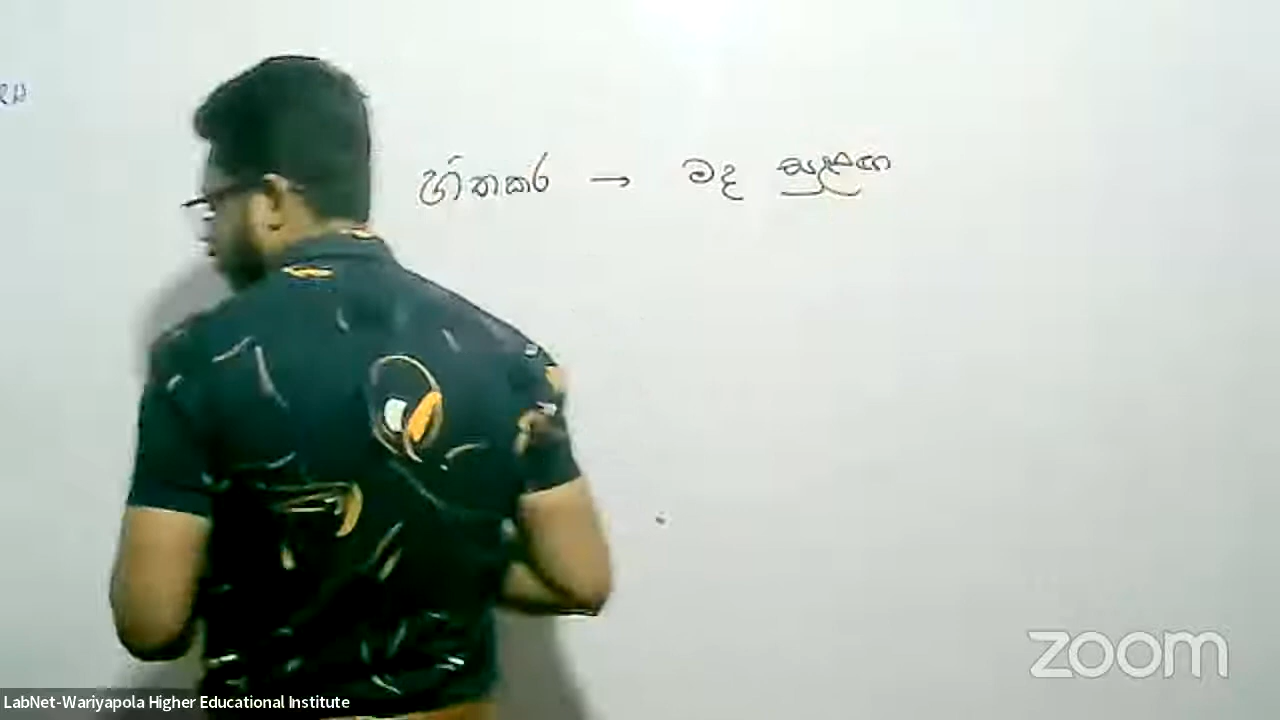 හිතකර → මද සුළඟ
zoom
LabNet-Wariyapola Higher Educational Institute